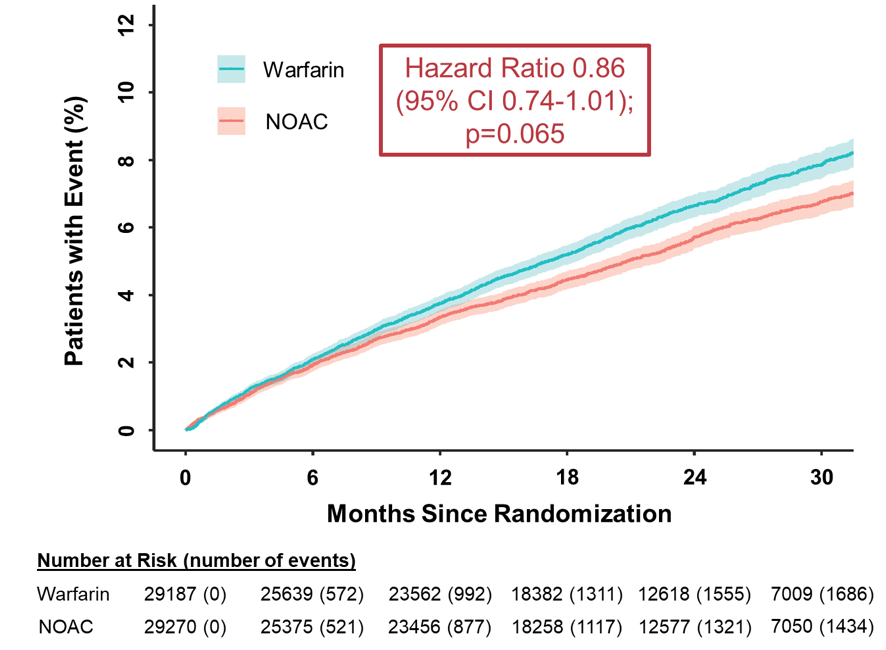 12
10
8
6
4
2
0
Patients with Event (%)
Warfarin
NOAC
Hazard Ratio 0.86
(95% CI 0.74-1.01);
p=0.065
0 6 12 18 24 30
Months Since Randomization
Number at Risk (number of events)
Warfarin 29187 (0) 25639 (572) 23562 (992) 18382 (1311) 12618 (1555) 7009 (1686)
NOAC 29270 (0) 25375 (521) 23456 (877) 18258 (1117) 12577 (1321) 7050 (1434)